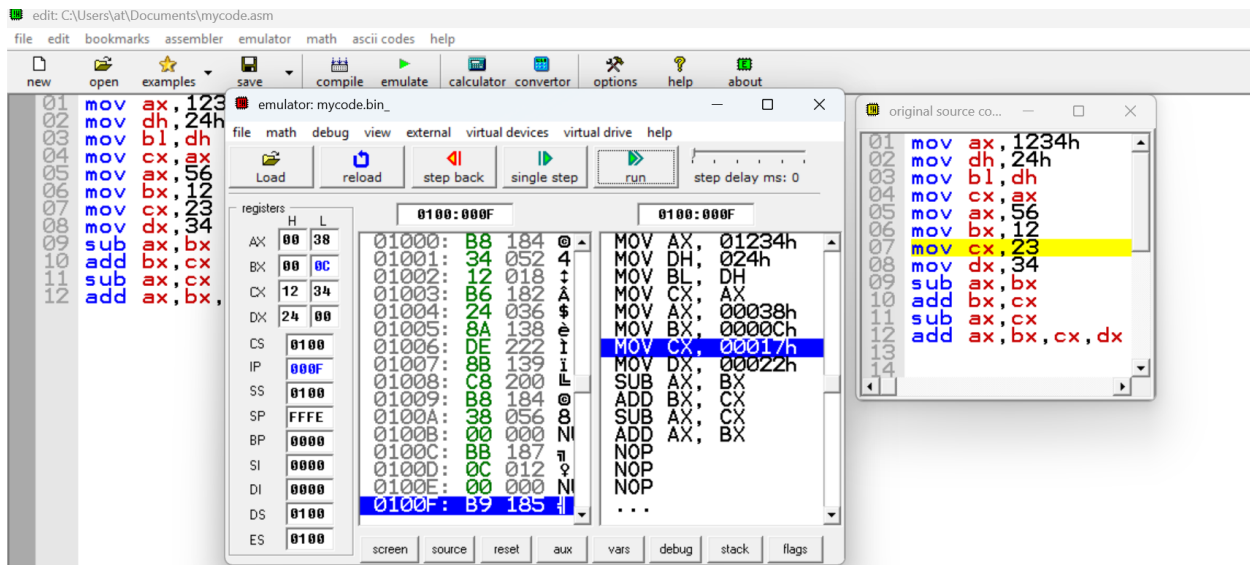 edit: C:\Users\at\Documents\mycode.asm
file edit bookmarks assembler emulator math ascii codes help
new open examples save compile emulate calculator convertor options help about
01 mov ax,123
02 mov dh,24h
03 mov bl,dh
04 mov cx,ax
05 mov ax,56
06 mov bx,12
07 mov cx,23
08 mov dx,34
09 sub ax,bx
10 add bx,cx
11 sub ax,cx
12 add ax,bx,
emulator: mycode.bin_
file math debug view external virtual devices virtual drive help
Load reload step back single step run step delay ms: 0
registers
H L
AX 00 38
BX 00 0C
CX 12 34
DX 24 00
CS 0100
IP 000F
SS 0100
SP FFFE
BP 0000
SI 0000
DI 0000
DS 0100
ES 0100
0100:000F
01000: B8 184
01001: 34 052 4
01002: 12 018 ↕
01003: B6 182 Â
01004: 24 036 $
01005: 8A 138 è
01006: DE 222 Ì
01007: 8B 139 ï
01008: C8 200 ╚
01009: B8 184
0100A: 38 056 8
0100B: 00 000 NU
0100C: BB 187 ╗
0100D: 0C 012 ♀
0100E: 00 000 NU
0100F: B9 185 ╣
0100:000F
MOV AX, 01234h
MOV DH, 024h
MOV BL, DH
MOV CX, AX
MOV AX, 00038h
MOV BX, 0000Ch
MOV CX, 00017h
MOV DX, 00022h
SUB AX, BX
ADD BX, CX
SUB AX, CX
ADD AX, BX
NOP
NOP
NOP
...
screen source reset aux vars debug stack flags
original source co...
01 mov ax,1234h
02 mov dh,24h
03 mov bl,dh
04 mov cx,ax
05 mov ax,56
06 mov bx,12
07 mov cx,23
08 mov dx,34
09 sub ax,bx
10 add bx,cx
11 sub ax,cx
12 add ax,bx,cx,dx
13
14